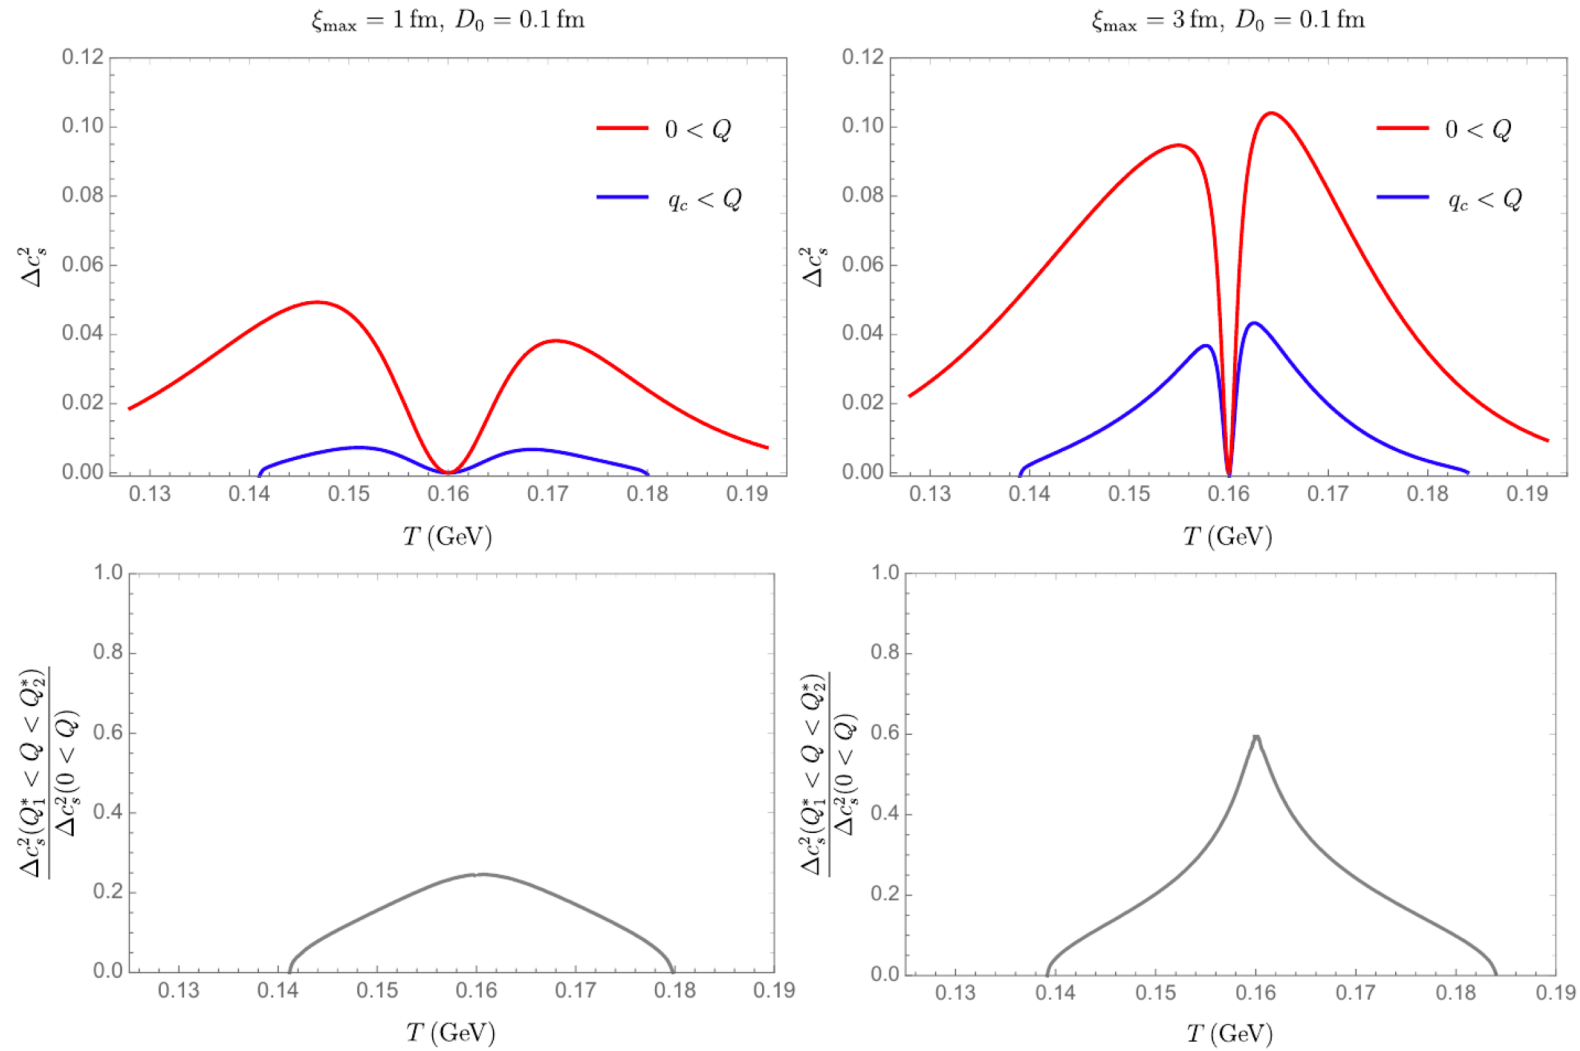 ξmax = 1 fm, D0 = 0.1 fm
0.12
0.10
0.08
0.06
0.04
0.02
0.00
Δc_s^2
0 < Q
q_c < Q
0.13 0.14 0.15 0.16 0.17 0.18 0.19
T (GeV)
ξmax = 3 fm, D0 = 0.1 fm
0.12
0.10
0.08
0.06
0.04
0.02
0.00
Δc_s^2
0 < Q
q_c < Q
0.13 0.14 0.15 0.16 0.17 0.18 0.19
T (GeV)
1.0
0.8
0.6
0.4
0.2
0.0
Δc_s^2(Q_1^* < Q < Q_2^*)
Δc_s^2(0 < Q)
0.13 0.14 0.15 0.16 0.17 0.18 0.19
T (GeV)
1.0
0.8
0.6
0.4
0.2
0.0
Δc_s^2(Q_1^* < Q < Q_2^*)
Δc_s^2(0 < Q)
0.13 0.14 0.15 0.16 0.17 0.18 0.19
T (GeV)